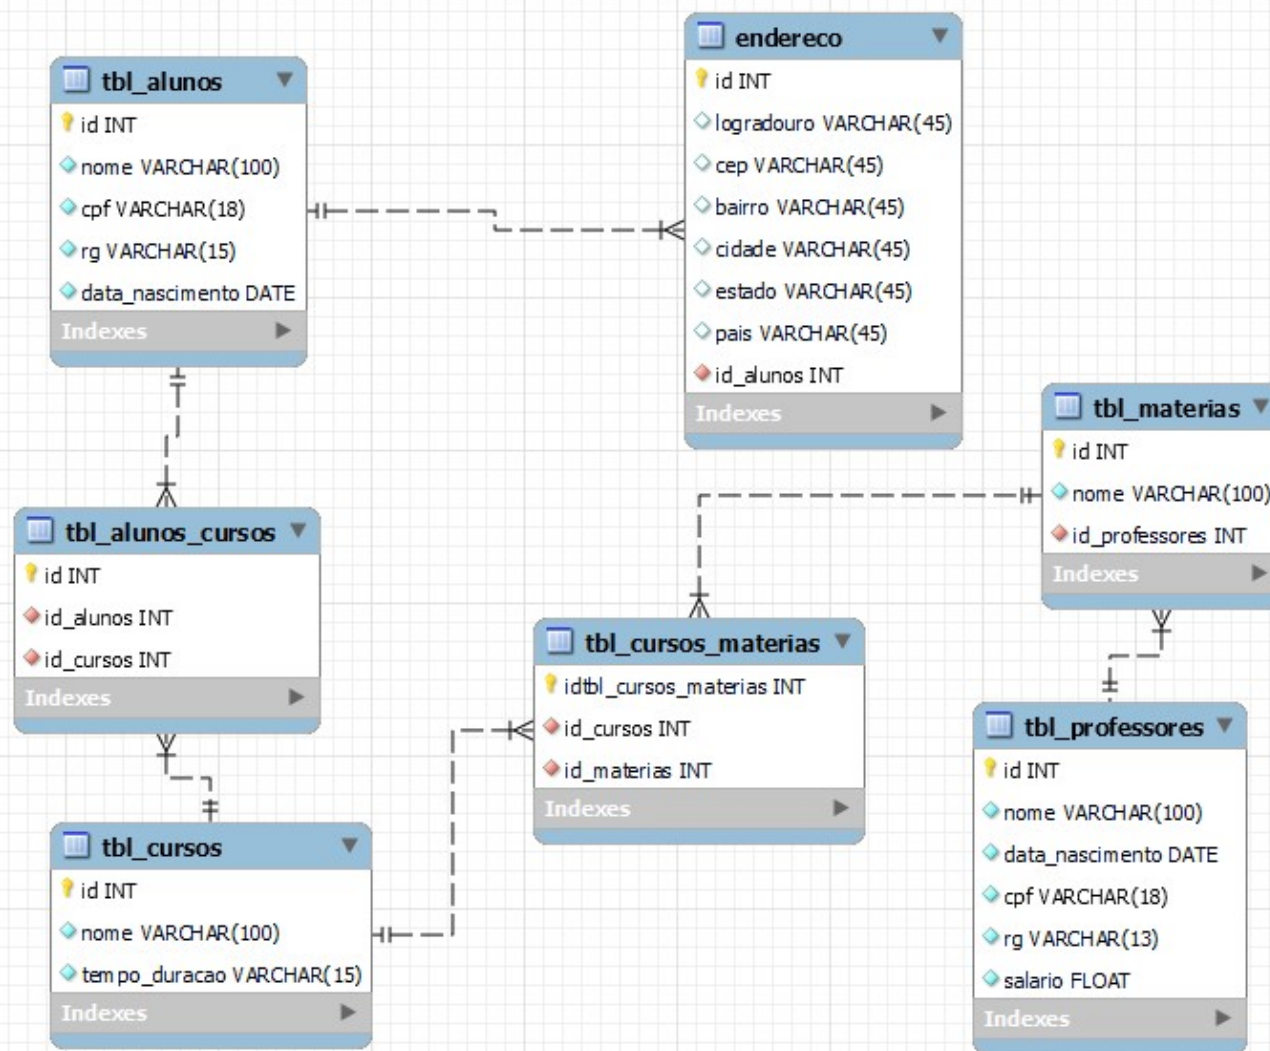 tbl_alunos
id INT
nome VARCHAR(100)
cpf VARCHAR(18)
rg VARCHAR(15)
data_nascimento DATE
Indexes
endereco
id INT
logradouro VARCHAR(45)
cep VARCHAR(45)
bairro VARCHAR(45)
cidade VARCHAR(45)
estado VARCHAR(45)
pais VARCHAR(45)
id_alunos INT
Indexes
tbl_materias
id INT
nome VARCHAR(100)
id_professores INT
Indexes
tbl_alunos_cursos
id INT
id_alunos INT
id_cursos INT
Indexes
tbl_cursos_materias
idtbl_cursos_materias INT
id_cursos INT
id_materias INT
Indexes
tbl_professores
id INT
nome VARCHAR(100)
data_nascimento DATE
cpf VARCHAR(18)
rg VARCHAR(13)
salario FLOAT
Indexes
tbl_cursos
id INT
nome VARCHAR(100)
tempo_duracao VARCHAR(15)
Indexes